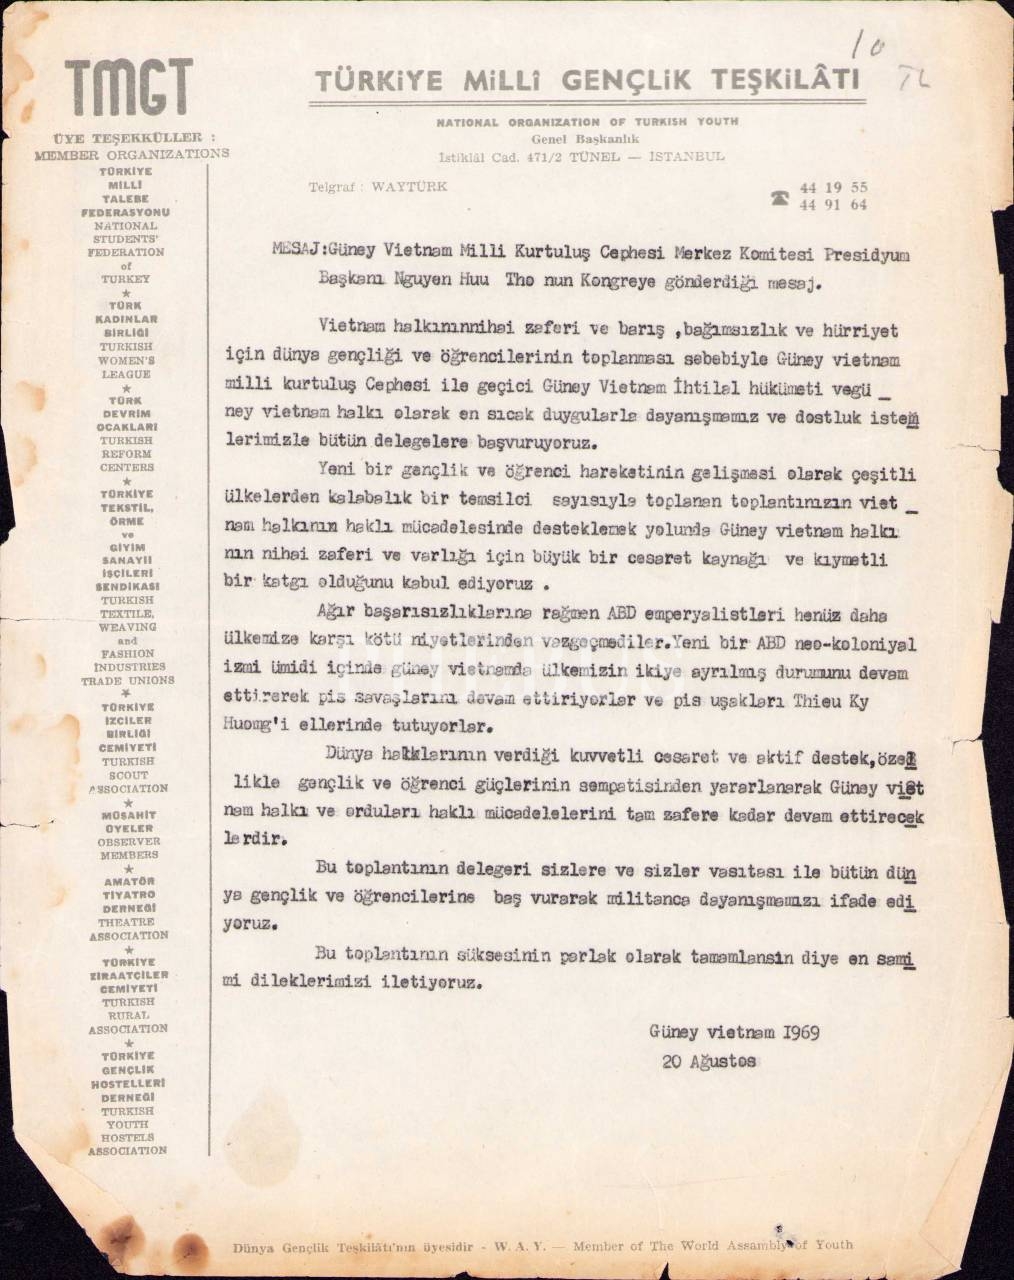 10
TL
TMGT
TÜRKİYE MİLLÎ GENÇLİK TEŞKİLÂTI
NATIONAL ORGANIZATION OF TURKISH YOUTH
Genel Başkanlık
İstiklâl Cad. 471/2 TÜNEL — ISTANBUL
Telgraf : WAYTÜRK
☎ 44 19 55
44 91 64
ÜYE TEŞEKKÜLLER :
MEMBER ORGANIZATIONS
TÜRKİYE
MİLLİ
TALEBE
FEDERASYONU
NATIONAL
STUDENTS'
FEDERATION
of
TURKEY
★
TÜRK
KADINLAR
BİRLİĞİ
TURKISH
WOMEN'S
LEAGUE
★
TÜRK
DEVRİM
OCAKLARI
TURKISH
REFORM
CENTERS
★
TÜRKİYE
TEKSTİL,
ÖRME
ve
GİYİM
SANAYİİ
İŞCİLERİ
SENDİKASI
TURKISH
TEXTILE,
WEAVING
and
FASHION
INDUSTRIES
TRADE UNIONS
★
TÜRKİYE
İZCİLER
BİRLİĞİ
CEMİYETİ
TURKISH
SCOUT
ASSOCIATION
★
MÜŞAHİT
ÜYELER
OBSERVER
MEMBERS
★
AMATÖR
TİYATRO
DERNEĞİ
THEATRE
ASSOCIATION
★
TÜRKİYE
ZİRAATÇİLER
CEMİYETİ
TURKISH
RURAL
ASSOCIATION
★
TÜRKİYE
GENÇLİK
HOSTELLERİ
DERNEĞİ
TURKISH
YOUTH
HOSTELS
ASSOCIATION
MESAJ:Güney Vietnam Milli Kurtuluş Cephesi Merkez Komitesi Presidyum
Başkanı Nguyen Huu Tho nun Kongreye gönderdiği mesaj.
Vietnam halkınınnihai zaferi ve barış ,bağımsızlık ve hürriyet
için dünya gençliği ve öğrencilerinin toplanması sebebiyle Güney vietnam
milli kurtuluş Cephesi ile geçici Güney Vietnam İhtilal hükümeti vegü _
ney vietnam halkı olarak en sıcak duygularla dayanışmamız ve dostluk istem
lerimizle bütün delegelere başvuruyoruz.
Yeni bir gençlik ve öğrenci hareketinin gelişmesi olarak çeşitli
ülkelerden kalabalık bir temsilci sayısıyla toplanan toplantınızın viet _
nam halkının haklı mücadelesinde desteklemek yolunda Güney vietnam halkı
nın nihai zaferi ve varlığı için büyük bir cesaret kaynağı ve kıymetli
bir katgı olduğunu kabul ediyoruz .
Ağır başarısızlıklarına rağmen ABD emperyalistleri henüz daha
ülkemize karşı kötü niyetlerinden vazgeçmediler.Yeni bir ABD neo-koloniyal
izmi ümidi içinde güney vietnamda ülkemizin ikiye ayrılmış durumunu devam
ettirerek pis savaşlarını devam ettiriyorlar ve pis uşakları Thieu Ky
Huomg'i ellerinde tutuyorlar.
Dünya halklarının verdiği kuvvetli cesaret ve aktif destek,özel
likle gençlik ve öğrenci güçlerinin sempatisinden yararlanarak Güney viet
nam halkı ve orduları haklı mücadelelerini tam zafere kadar devam ettirecek
lerdir.
Bu toplantının delegeri sizlere ve sizler vasıtası ile bütün dün
ya gençlik ve öğrencilerine baş vurarak militanca dayanışmamızı ifade edi
yoruz.
Bu toplantının süksesinin parlak olarak tamamlansin diye en sami
mi dileklerimizi iletiyoruz.
Güney vietnam 1969
20 Ağustos
Dünya Gençlik Teşkilâtı'nın üyesidir - W. A. Y. — Member of The World Assembly of Youth